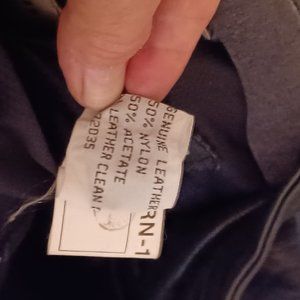 GENUINE LEATHER
50% NYLON
50% ACETATE
LEATHER CLEAN
2035
RN-1